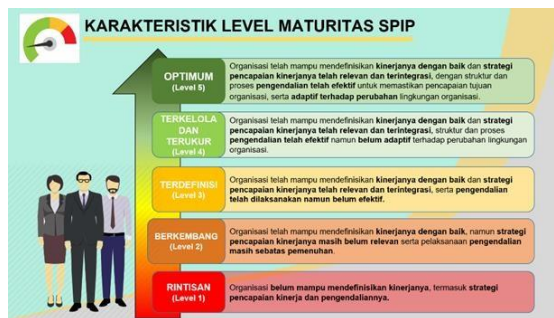 KARAKTERISTIK LEVEL MATURITAS SPIP
OPTIMUM
(Level 5)
Organisasi telah mampu mendefinisikan kinerjanya dengan baik dan strategi
pencapaian kinerjanya telah relevan dan terintegrasi, dengan struktur dan
proses pengendalian telah efektif untuk memastikan pencapaian tujuan
organisasi, serta adaptif terhadap perubahan lingkungan organisasi.
TERKELOLA
DAN
TERUKUR
(Level 4)
Organisasi telah mampu mendefinisikan kinerjanya dengan baik dan strategi
pencapaian kinerjanya telah relevan dan terintegrasi, struktur dan proses
pengendalian telah efektif namun belum adaptif terhadap perubahan lingkungan
organisasi.
TERDEFINISI
(Level 3)
Organisasi telah mampu mendefinisikan kinerjanya dengan baik dan strategi
pencapaian kinerjanya telah relevan dan terintegrasi, serta pengendalian
telah dilaksanakan namun belum efektif.
BERKEMBANG
(Level 2)
Organisasi telah mampu mendefinisikan kinerjanya dengan baik, namun strategi
pencapaian kinerjanya masih belum relevan serta pelaksanaan pengendalian
masih sebatas pemenuhan.
RINTISAN
(Level 1)
Organisasi belum mampu mendefinisikan kinerjanya, termasuk strategi
pencapaian kinerja dan pengendaliannya.